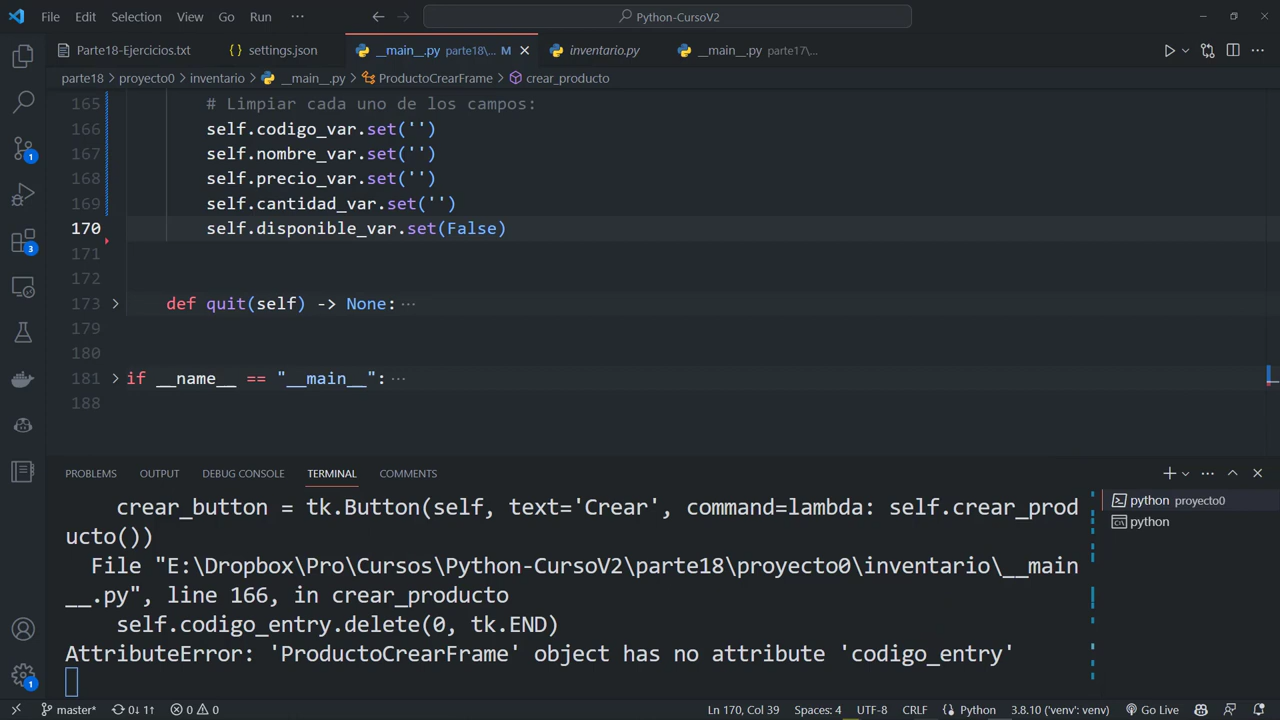 File Edit Selection View Go Run ··· Python-CursoV2
Parte18-Ejercicios.txt settings.json __main__.py parte18\... M inventario.py __main__.py parte17\...
parte18 > proyecto0 > inventario > __main__.py > ProductoCrearFrame > crear_producto
165 # Limpiar cada uno de los campos:
166 self.codigo_var.set('')
167 self.nombre_var.set('')
168 self.precio_var.set('')
169 self.cantidad_var.set('')
170 self.disponible_var.set(False)
171
172
173 def quit(self) -> None: ···
179
180
181 if __name__ == "__main__": ···
188
PROBLEMS OUTPUT DEBUG CONSOLE TERMINAL COMMENTS
crear_button = tk.Button(self, text='Crear', command=lambda: self.crear_prod
ucto())
File "E:\Dropbox\Pro\Cursos\Python-CursoV2\parte18\proyecto0\inventario\__main
__.py", line 166, in crear_producto
self.codigo_entry.delete(0, tk.END)
AttributeError: 'ProductoCrearFrame' object has no attribute 'codigo_entry'
python proyecto0
python
1
3
1
master* 0↓ 1↑ 0 0 Ln 170, Col 39 Spaces: 4 UTF-8 CRLF Python 3.8.10 ('venv': venv) Go Live